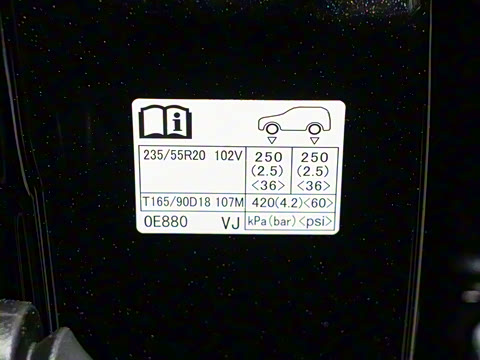 235/55R20 102V 250 250
(2.5) (2.5)
<36> <36>
T165/90D18 107M 420(4.2)<60>
0E880 VJ kPa(bar)<psi>